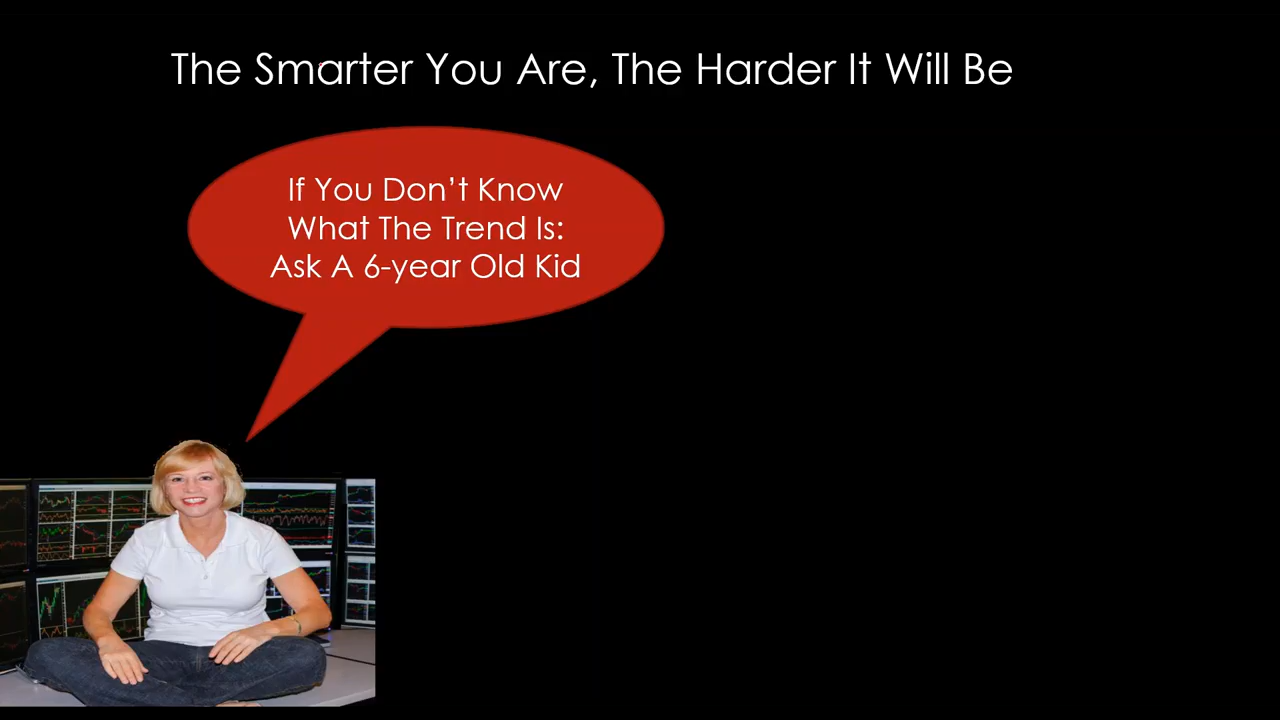 The Smarter You Are, The Harder It Will Be
If You Don’t Know
What The Trend Is:
Ask A 6-year Old Kid